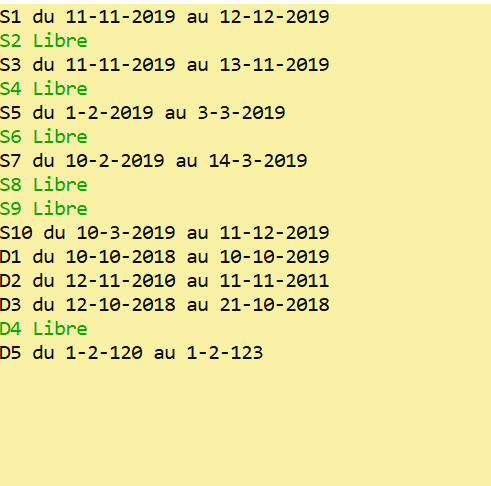 S1 du 11-11-2019 au 12-12-2019
S2 Libre
S3 du 11-11-2019 au 13-11-2019
S4 Libre
S5 du 1-2-2019 au 3-3-2019
S6 Libre
S7 du 10-2-2019 au 14-3-2019
S8 Libre
S9 Libre
S10 du 10-3-2019 au 11-12-2019
D1 du 10-10-2018 au 10-10-2019
D2 du 12-11-2010 au 11-11-2011
D3 du 12-10-2018 au 21-10-2018
D4 Libre
D5 du 1-2-120 au 1-2-123